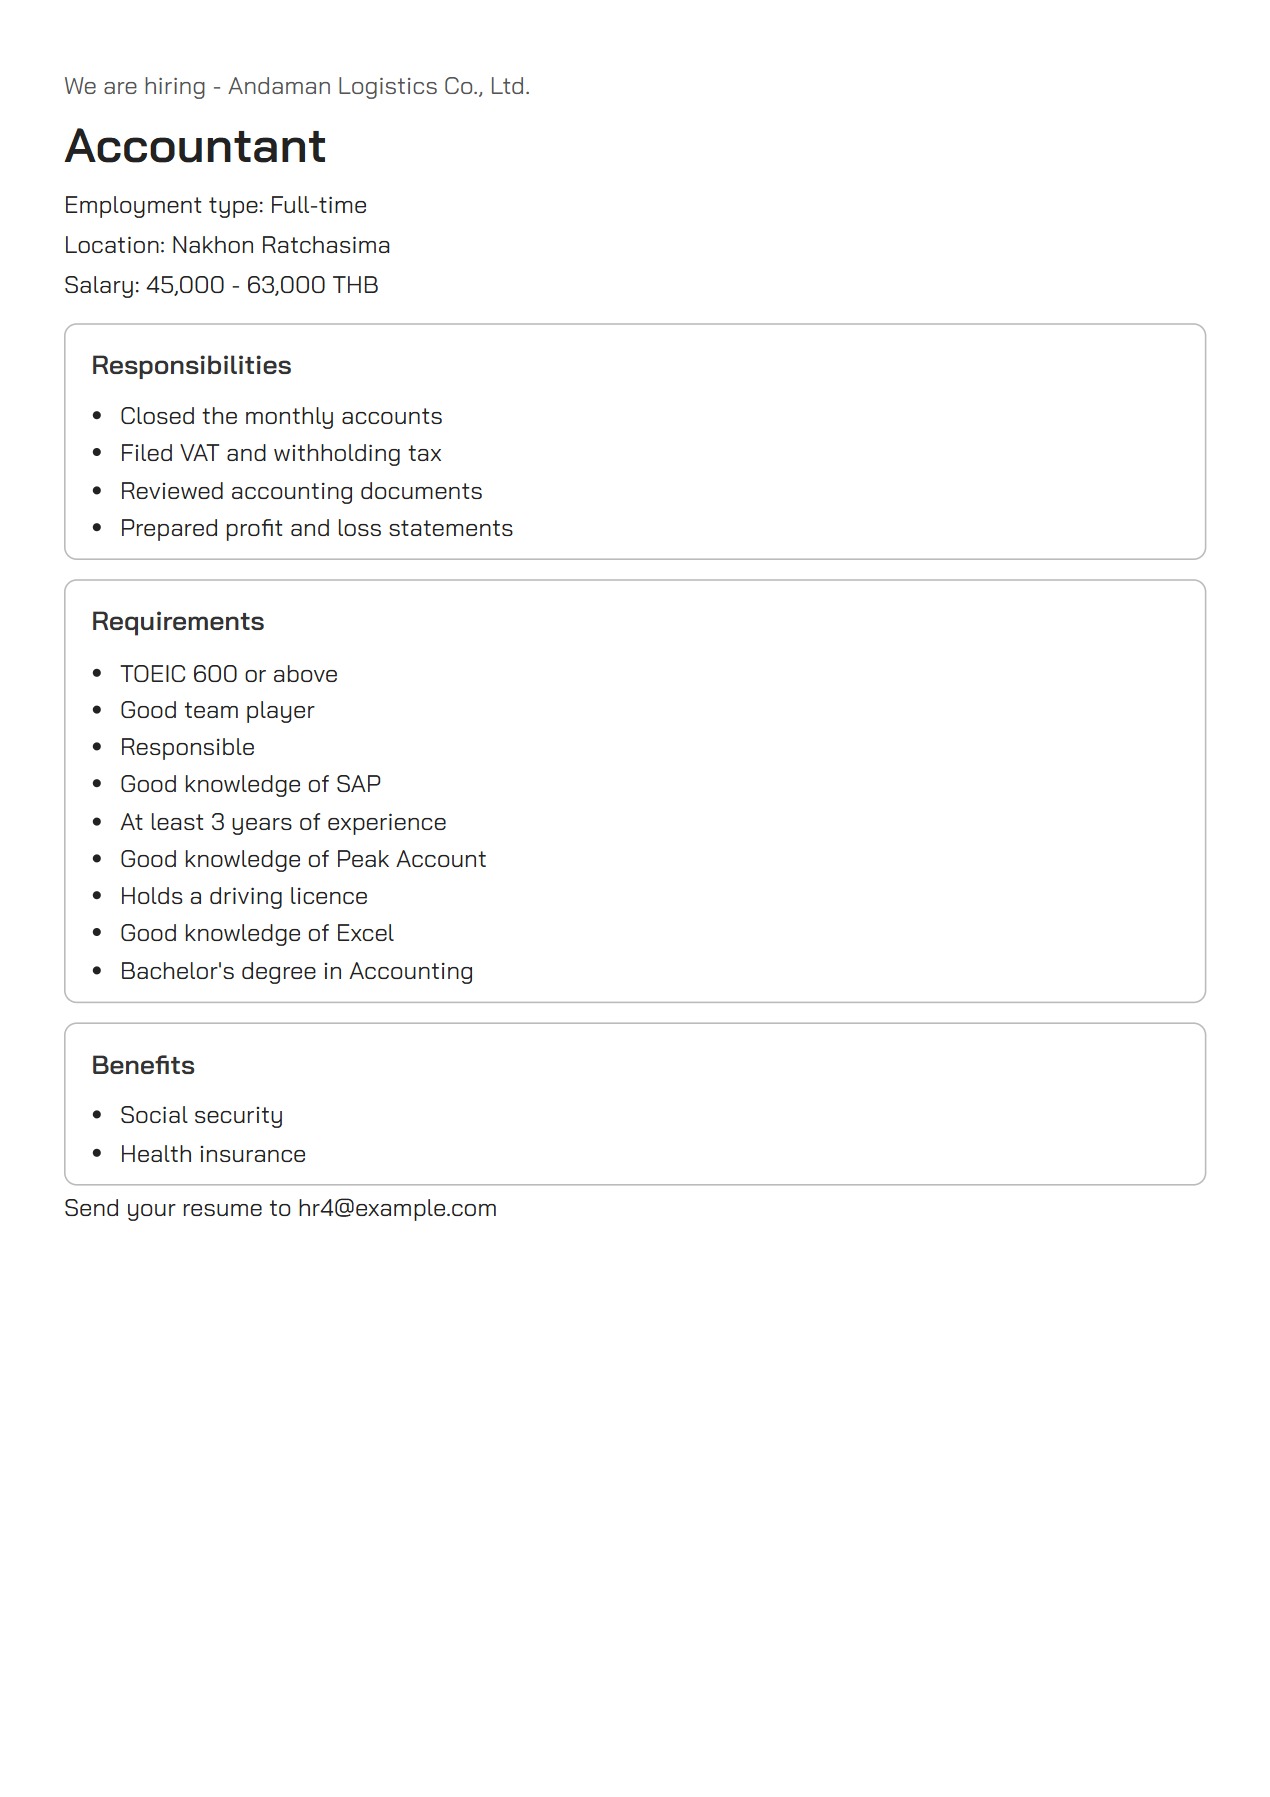 We are hiring - Andaman Logistics Co., Ltd.
Accountant
Employment type: Full-time
Location: Nakhon Ratchasima
Salary: 45,000 - 63,000 THB
Responsibilities
• Closed the monthly accounts
• Filed VAT and withholding tax
• Reviewed accounting documents
• Prepared profit and loss statements
Requirements
• TOEIC 600 or above
• Good team player
• Responsible
• Good knowledge of SAP
• At least 3 years of experience
• Good knowledge of Peak Account
• Holds a driving licence
• Good knowledge of Excel
• Bachelor's degree in Accounting
Benefits
• Social security
• Health insurance
Send your resume to hr4@example.com